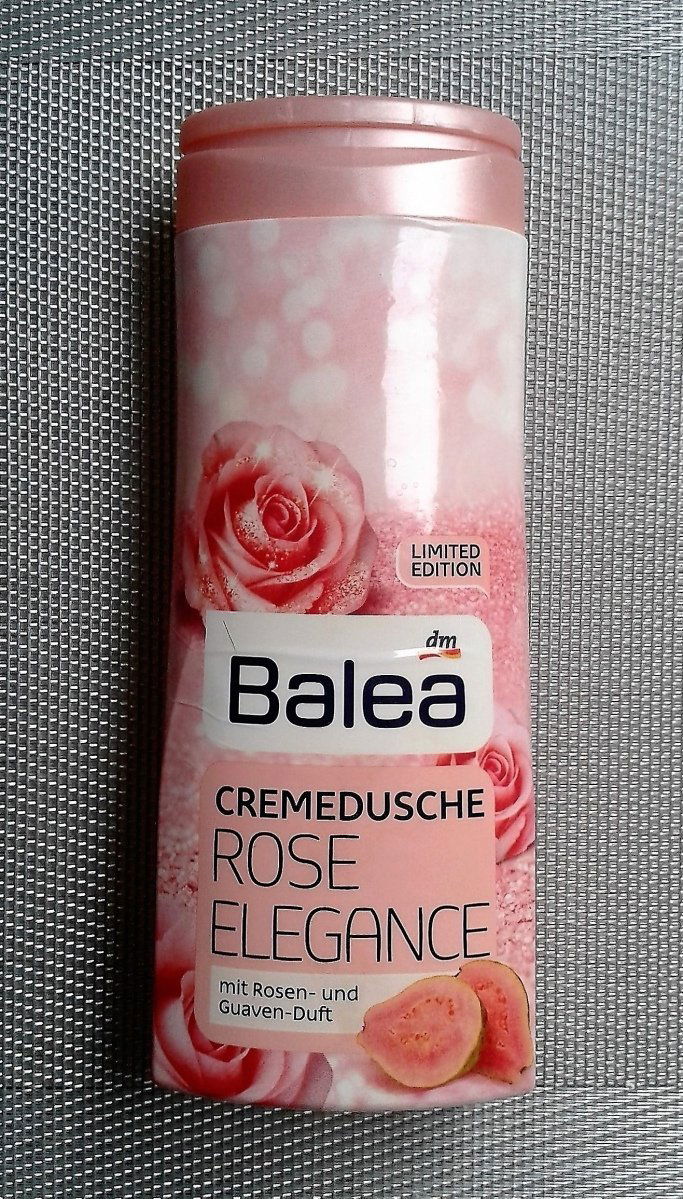 LIMITED
EDITION
dm
Balea
CREMEDUSCHE
ROSE
ELEGANCE
mit Rosen- und
Guaven-Duft